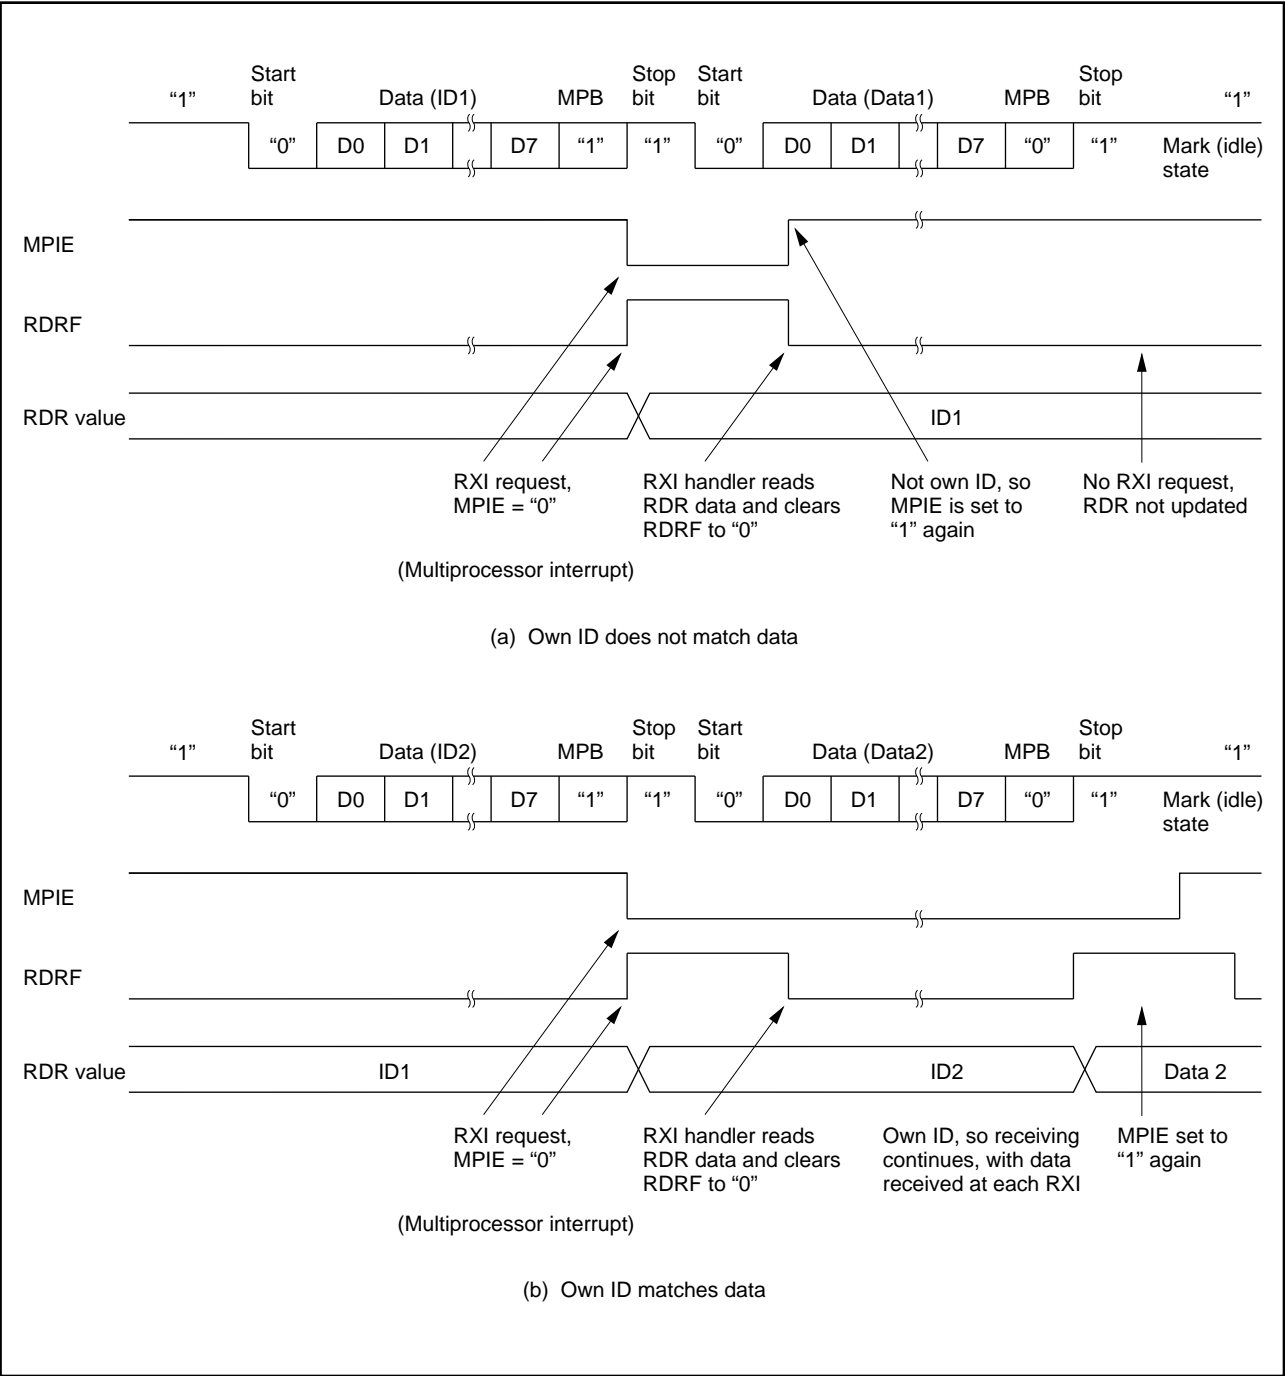 Start Stop Start Stop
“1” bit Data (ID1) MPB bit bit Data (Data1) MPB bit “1”
“0” D0 D1 D7 “1” “1” “0” D0 D1 D7 “0” “1” Mark (idle)
state
MPIE
RDRF
RDR value ID1
RXI request, RXI handler reads Not own ID, so No RXI request,
MPIE = “0” RDR data and clears MPIE is set to RDR not updated
RDRF to “0” “1” again
(Multiprocessor interrupt)
(a) Own ID does not match data
Start Stop Start Stop
“1” bit Data (ID2) MPB bit bit Data (Data2) MPB bit “1”
“0” D0 D1 D7 “1” “1” “0” D0 D1 D7 “0” “1” Mark (idle)
state
MPIE
RDRF
RDR value ID1 ID2 Data 2
RXI request, RXI handler reads Own ID, so receiving MPIE set to
MPIE = “0” RDR data and clears continues, with data “1” again
RDRF to “0” received at each RXI
(Multiprocessor interrupt)
(b) Own ID matches data